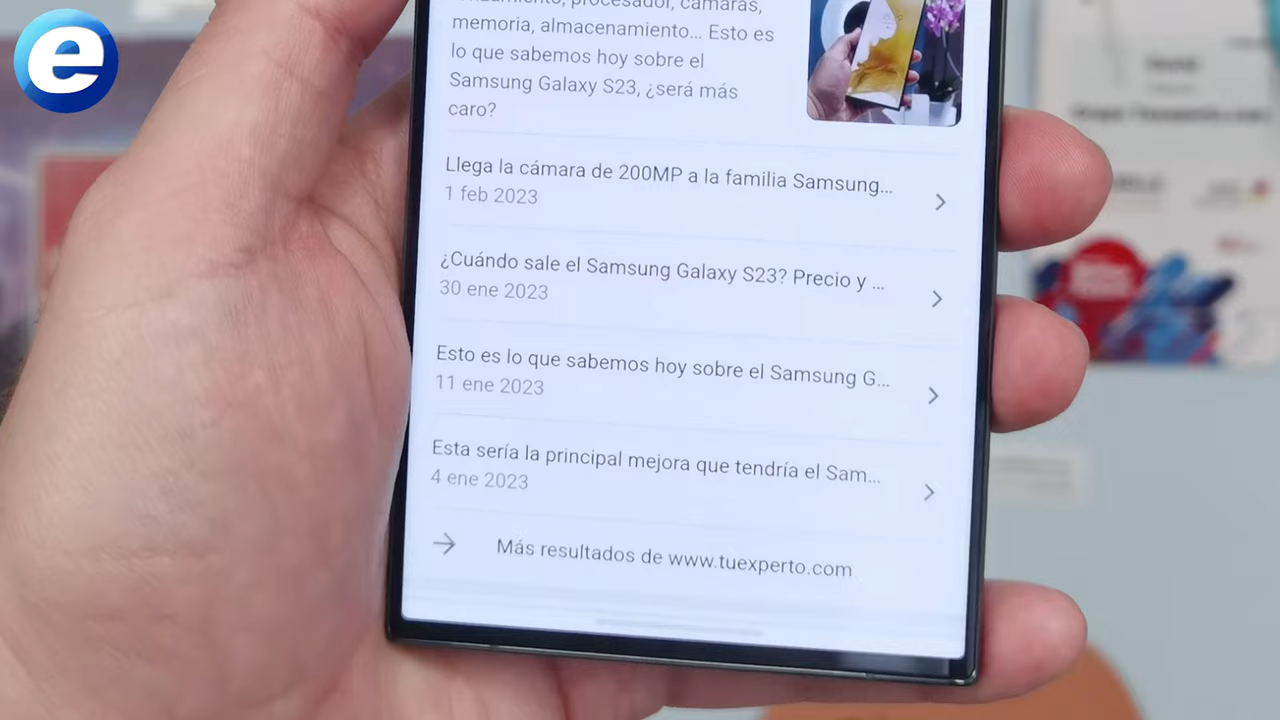 e
memoria, almacenamiento... Esto es
lo que sabemos hoy sobre el
Samsung Galaxy S23, ¿será más
caro?
Llega la cámara de 200MP a la familia Samsung...
1 feb 2023
¿Cuándo sale el Samsung Galaxy S23? Precio y ...
30 ene 2023
Esto es lo que sabemos hoy sobre el Samsung G...
11 ene 2023
Esta sería la principal mejora que tendría el Sam...
4 ene 2023
Más resultados de www.tuexperto.com